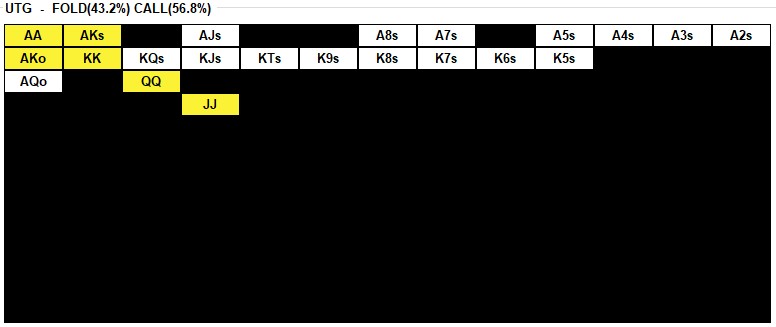 UTG - FOLD(43.2%) CALL(56.8%)
AA AKs AJs A8s A7s A5s A4s A3s A2s
AKo KK KQs KJs KTs K9s K8s K7s K6s K5s
AQo QQ
JJ